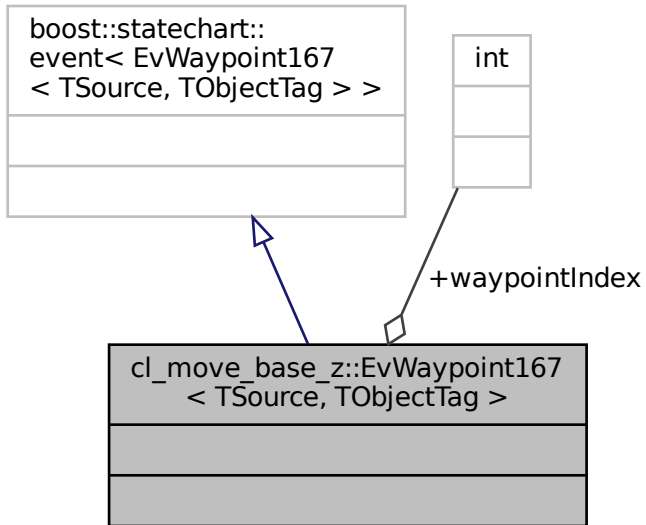 boost::statechart::
event< EvWaypoint167
< TSource, TObjectTag > >
int
+waypointIndex
cl_move_base_z::EvWaypoint167
< TSource, TObjectTag >